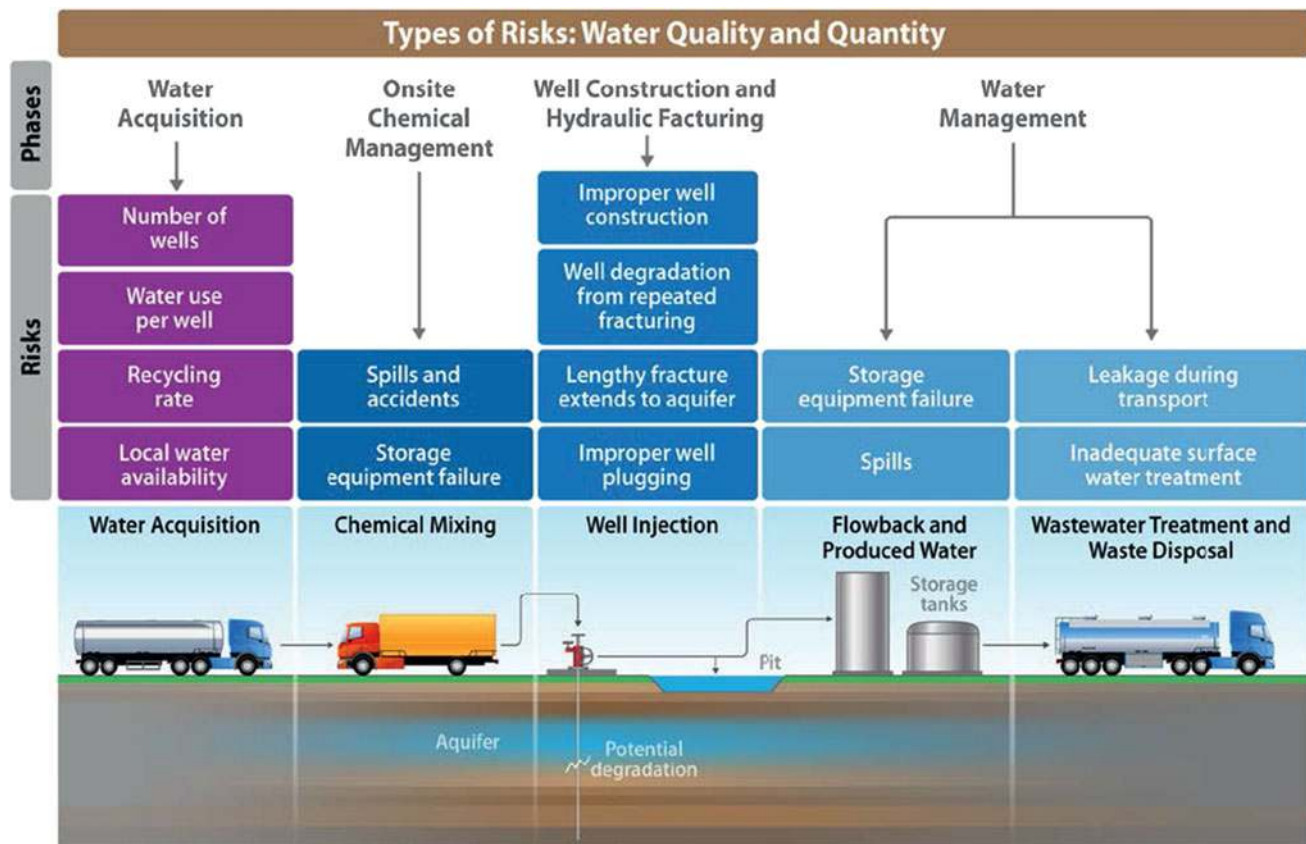 Types of Risks: Water Quality and Quantity
Phases
Water
Acquisition
Onsite
Chemical
Management
Well Construction and
Hydraulic Facturing
Water
Management
Risks
Number of
wells
Water use
per well
Recycling
rate
Local water
availability
Spills and
accidents
Storage
equipment failure
Improper well
construction
Well degradation
from repeated
fracturing
Lengthy fracture
extends to aquifer
Improper well
plugging
Storage
equipment failure
Spills
Leakage during
transport
Inadequate surface
water treatment
Water Acquisition
Chemical Mixing
Well Injection
Flowback and
Produced Water
Wastewater Treatment and
Waste Disposal
Storage
tanks
Pit
Aquifer
Potential
degradation